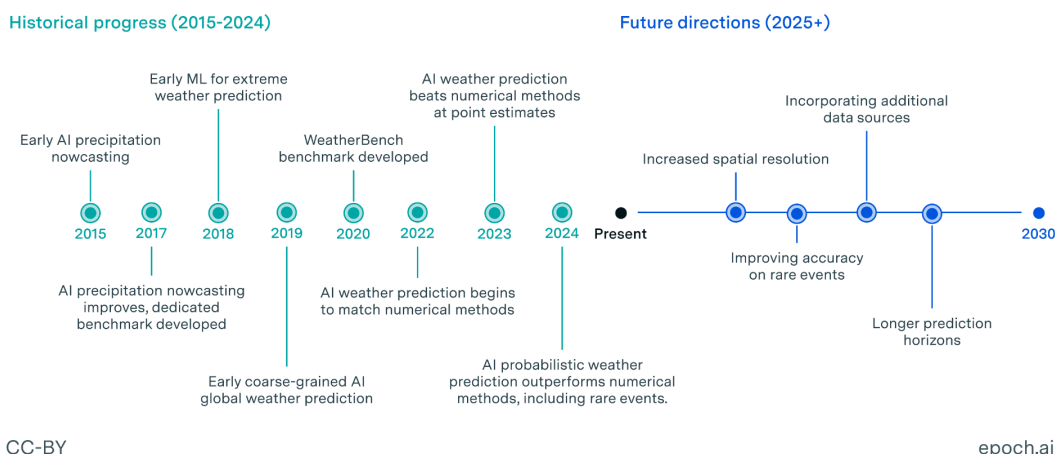 Historical progress (2015-2024)
Future directions (2025+)
Early AI precipitation
nowcasting
Early ML for extreme
weather prediction
WeatherBench
benchmark developed
AI weather prediction
beats numerical methods
at point estimates
Increased spatial resolution
Incorporating additional
data sources
2015
2017
2018
2019
2020
2022
2023
2024
Present
2030
AI precipitation nowcasting
improves, dedicated
benchmark developed
Early coarse-grained AI
global weather prediction
AI weather prediction begins
to match numerical methods
AI probabilistic weather
prediction outperforms numerical
methods, including rare events.
Improving accuracy
on rare events
Longer prediction
horizons
CC-BY
epoch.ai